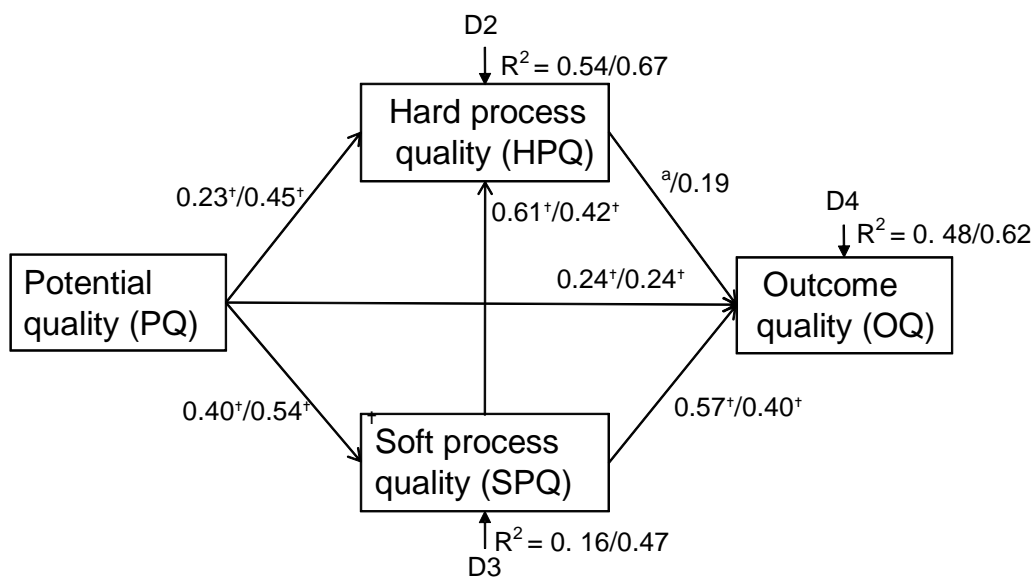 D2
R² = 0.54/0.67
Hard process
quality (HPQ)
0.23†/0.45†
ᵃ/0.19
0.61†/0.42†
D4
R² = 0. 48/0.62
Potential
quality (PQ)
0.24†/0.24†
Outcome
quality (OQ)
0.40†/0.54†
0.57†/0.40†
†
Soft process
quality (SPQ)
R² = 0. 16/0.47
D3